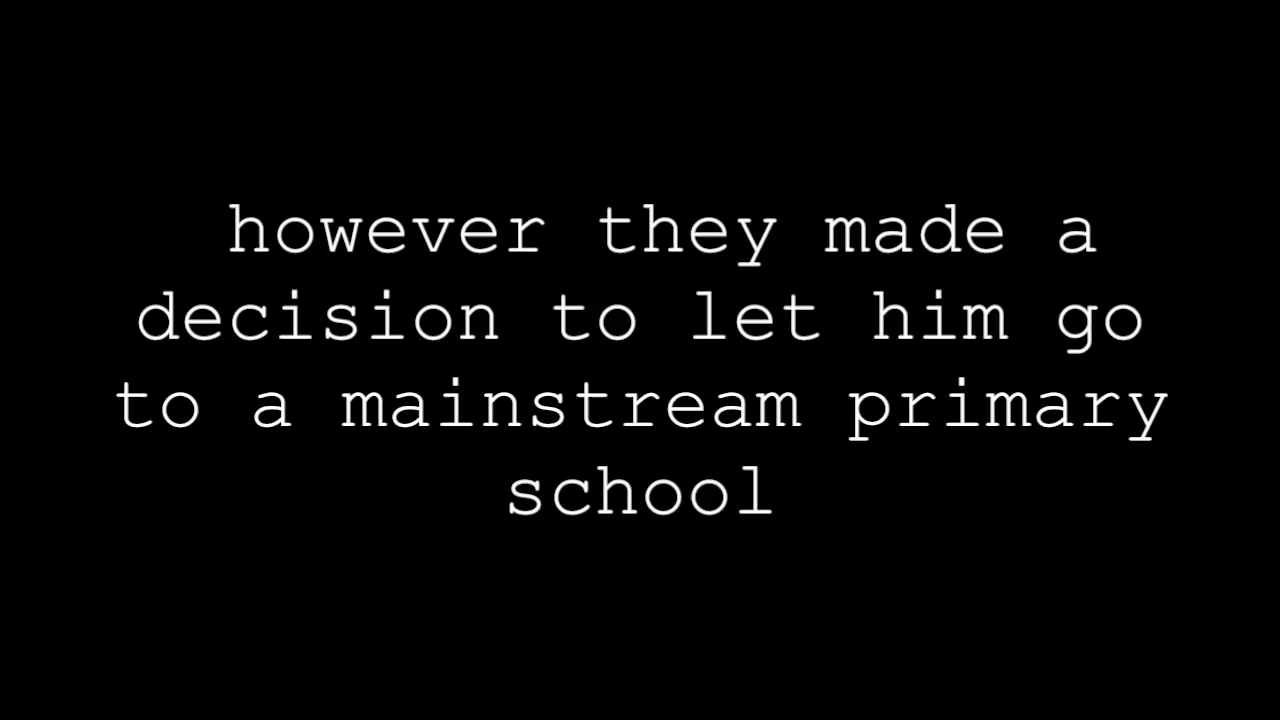 however they made a
decision to let him go
to a mainstream primary
school